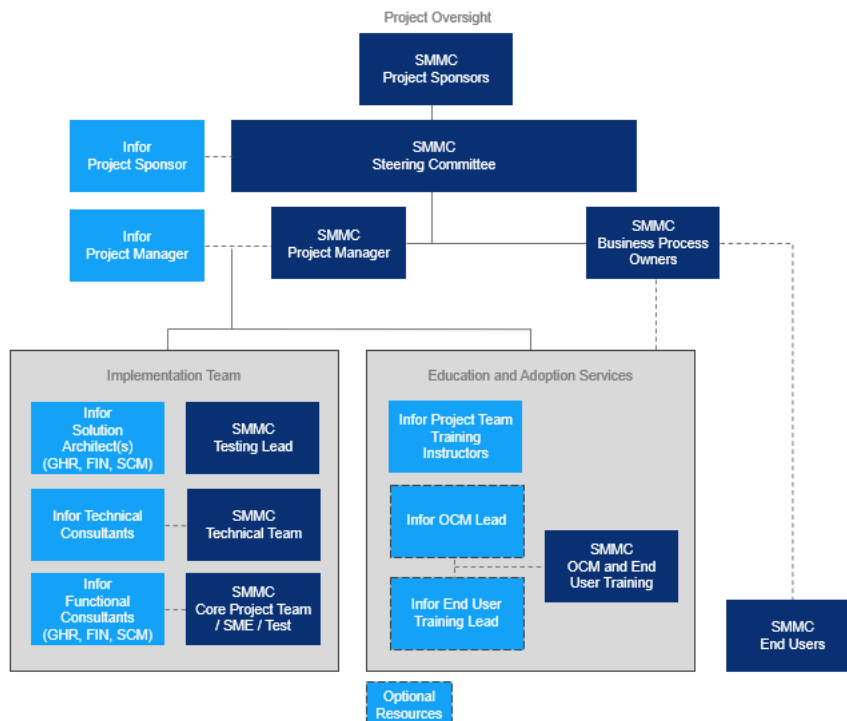 Project Oversight
SMMC
Project Sponsors
Infor
Project Sponsor
SMMC
Steering Committee
Infor
Project Manager
SMMC
Project Manager
SMMC
Business Process
Owners
Implementation Team
Infor
Solution
Architect(s)
(GHR, FIN, SCM)
SMMC
Testing Lead
Infor Technical
Consultants
SMMC
Technical Team
Infor
Functional
Consultants
(GHR, FIN, SCM)
SMMC
Core Project Team
/ SME / Test
Education and Adoption Services
Infor Project Team
Training
Instructors
Infor OCM Lead
SMMC
OCM and End
User Training
Infor End User
Training Lead
SMMC
End Users
Optional
Resources